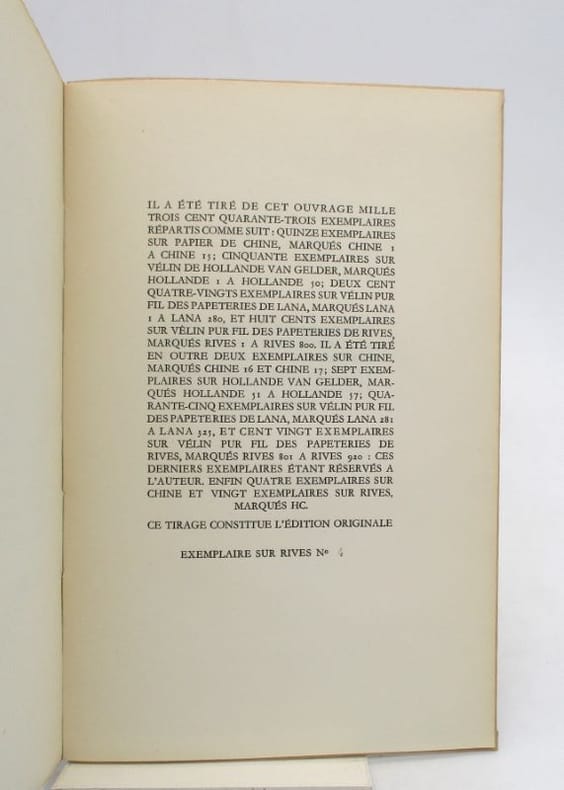 IL A ÉTÉ TIRÉ DE CET OUVRAGE MILLE
TROIS CENT QUARANTE-TROIS EXEMPLAIRES
RÉPARTIS COMME SUIT : QUINZE EXEMPLAIRES
SUR PAPIER DE CHINE, MARQUÉS CHINE 1
A CHINE 15; CINQUANTE EXEMPLAIRES SUR
VÉLIN DE HOLLANDE VAN GELDER, MARQUÉS
HOLLANDE 1 A HOLLANDE 50; DEUX CENT
QUATRE-VINGTS EXEMPLAIRES SUR VÉLIN PUR
FIL DES PAPETERIES DE LANA, MARQUÉS LANA
1 A LANA 280, ET HUIT CENTS EXEMPLAIRES
SUR VÉLIN PUR FIL DES PAPETERIES DE RIVES,
MARQUÉS RIVES 1 A RIVES 800. IL A ÉTÉ TIRÉ
EN OUTRE DEUX EXEMPLAIRES SUR CHINE,
MARQUÉS CHINE 16 ET CHINE 17; SEPT EXEM-
PLAIRES SUR HOLLANDE VAN GELDER, MAR-
QUÉS HOLLANDE 51 A HOLLANDE 57; QUA-
RANTE-CINQ EXEMPLAIRES SUR VÉLIN PUR FIL
DES PAPETERIES DE LANA, MARQUÉS LANA 281
A LANA 325, ET CENT VINGT EXEMPLAIRES
SUR VÉLIN PUR FIL DES PAPETERIES DE
RIVES, MARQUÉS RIVES 801 A RIVES 920 : CES
DERNIERS EXEMPLAIRES ÉTANT RÉSERVÉS A
L'AUTEUR. ENFIN QUATRE EXEMPLAIRES SUR
CHINE ET VINGT EXEMPLAIRES SUR RIVES,
MARQUÉS HC.
CE TIRAGE CONSTITUE L'ÉDITION ORIGINALE
EXEMPLAIRE SUR RIVES Nº 4